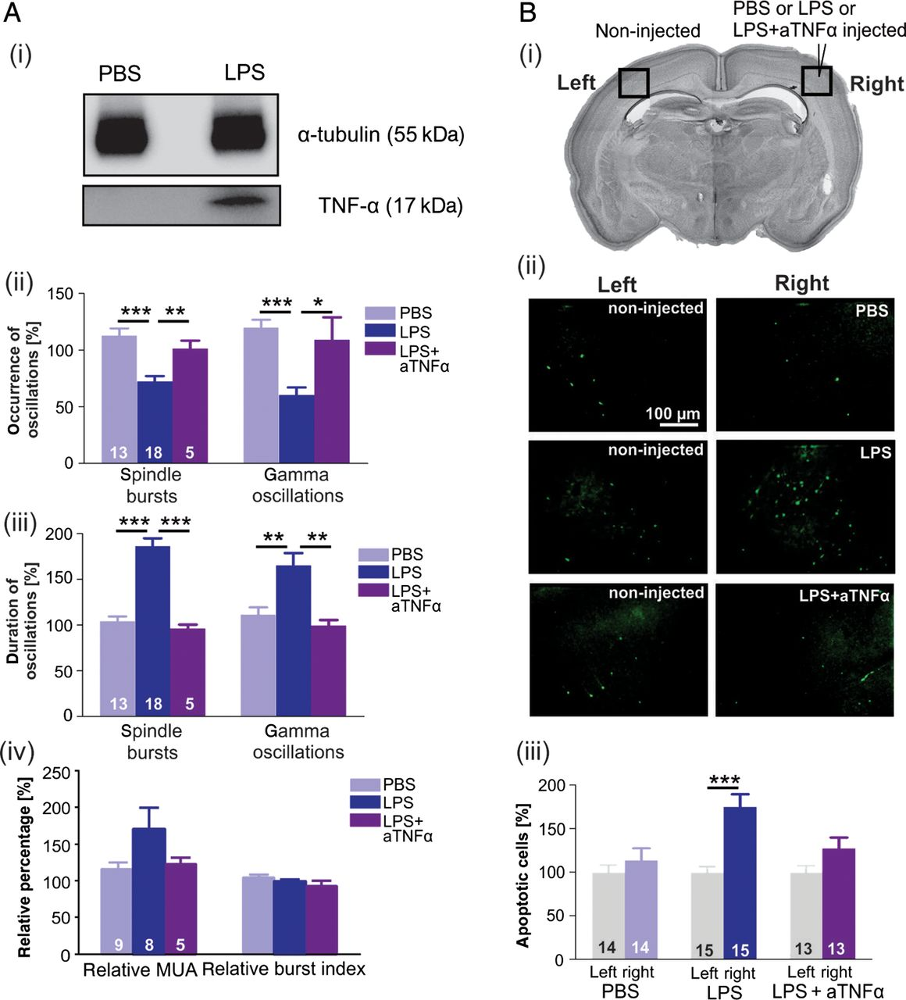 A
(i)
PBS LPS
α-tubulin (55 kDa)
TNF-α (17 kDa)
(ii)
Occurrence of
oscillations [%]
150
100
50
0
*** **
*** *
13 18 5
Spindle
bursts
Gamma
oscillations
PBS
LPS
LPS+
aTNFα
(iii)
Duration of
oscillations [%]
200
150
100
50
0
*** ***
** **
13 18 5
Spindle
bursts
Gamma
oscillations
PBS
LPS
LPS+
aTNFα
(iv)
Relative percentage [%]
250
200
150
100
50
0
9 8 5
Relative MUA Relative burst index
PBS
LPS
LPS+
aTNFα
B
(i)
Non-injected
PBS or LPS or
LPS+aTNFα injected
Left Right
(ii)
Left Right
non-injected PBS
100 µm
non-injected LPS
non-injected LPS+aTNFα
(iii)
Apoptotic cells [%]
200
150
100
50
0
***
14 14 15 15 13 13
Left right Left right Left right
PBS LPS LPS + aTNFα